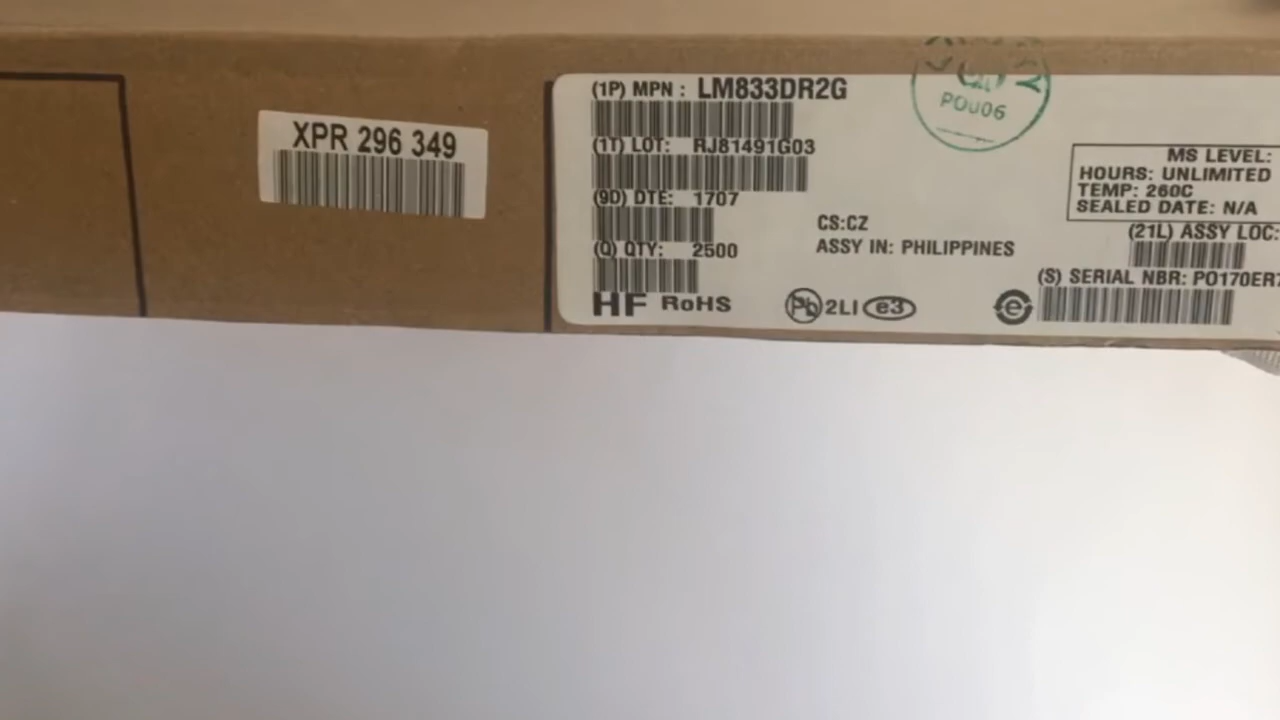 XPR 296 349
(1P) MPN : LM833DR2G
(1T) LOT: RJ81491G03
(9D) DTE: 1707
(Q) QTY: 2500
HF RoHS
Pb 2LI e3
e
CS:CZ
ASSY IN: PHILIPPINES
MS LEVEL:
HOURS: UNLIMITED
TEMP: 260C
SEALED DATE: N/A
(21L) ASSY LOC:
(S) SERIAL NBR: PO170ER